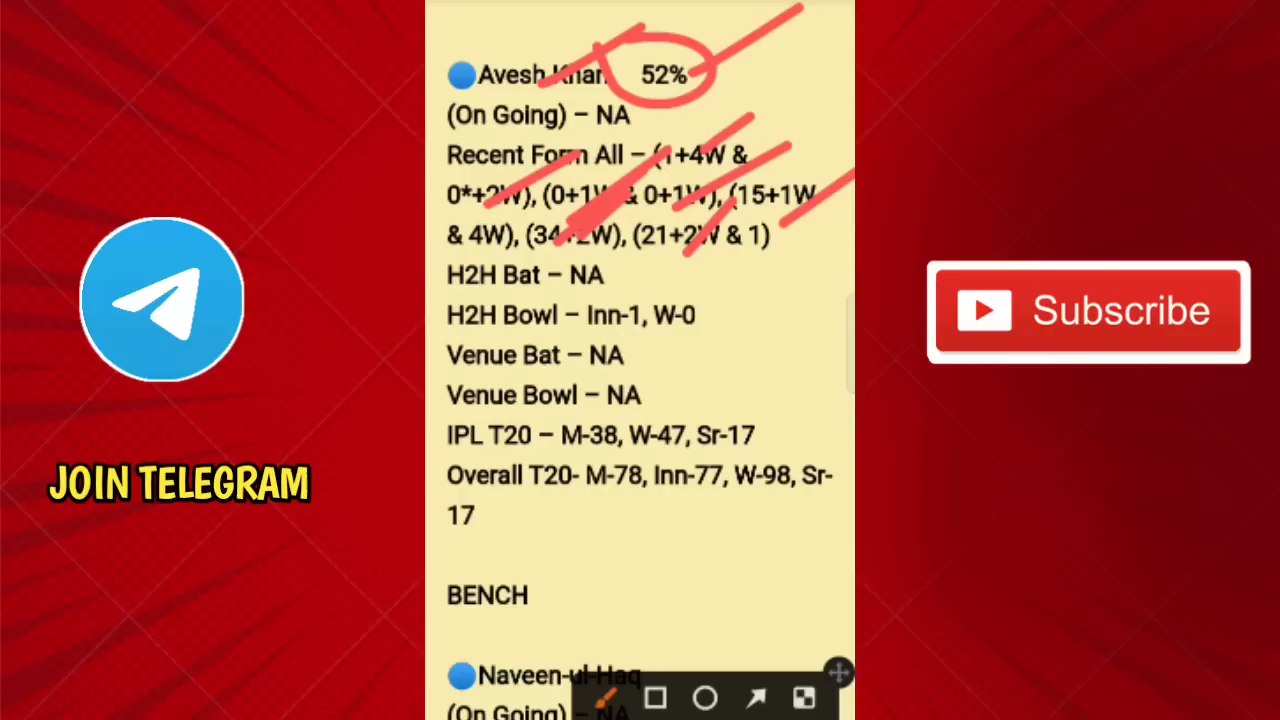 Avesh Khan 52%
(On Going) – NA
Recent Form All – (1+4W &
0*+2W), (0+1W & 0+1W), (15+1W
& 4W), (34+2W), (21+2W & 1)
H2H Bat – NA
H2H Bowl – Inn-1, W-0
Venue Bat – NA
Venue Bowl – NA
IPL T20 – M-38, W-47, Sr-17
Overall T20- M-78, Inn-77, W-98, Sr-
17
BENCH
Naveen-ul-Haq
(On Going) – NA
JOIN TELEGRAM
Subscribe